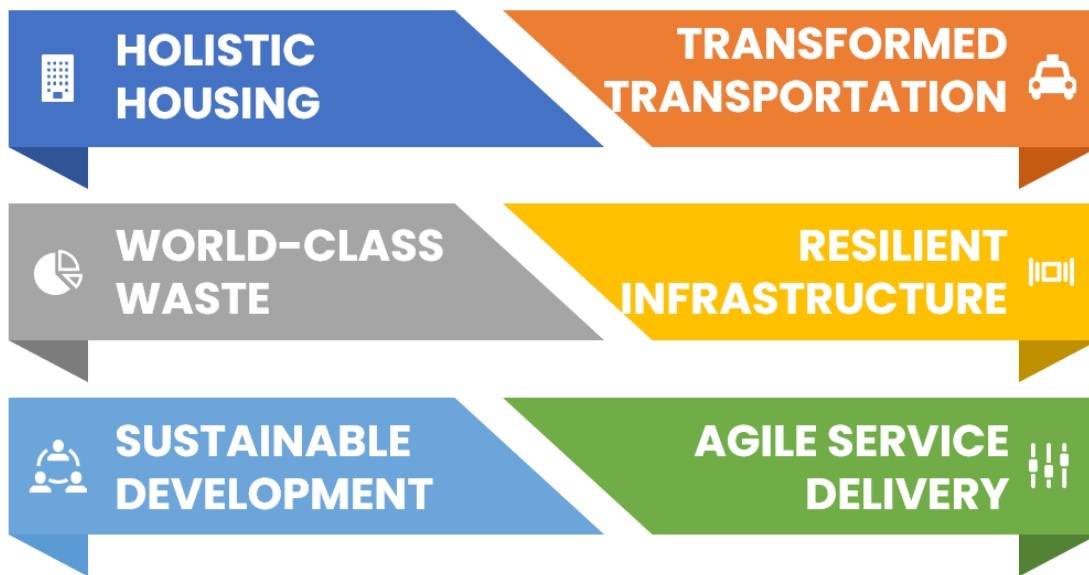 HOLISTIC
HOUSING
TRANSFORMED
TRANSPORTATION
WORLD-CLASS
WASTE
RESILIENT
INFRASTRUCTURE
SUSTAINABLE
DEVELOPMENT
AGILE SERVICE
DELIVERY